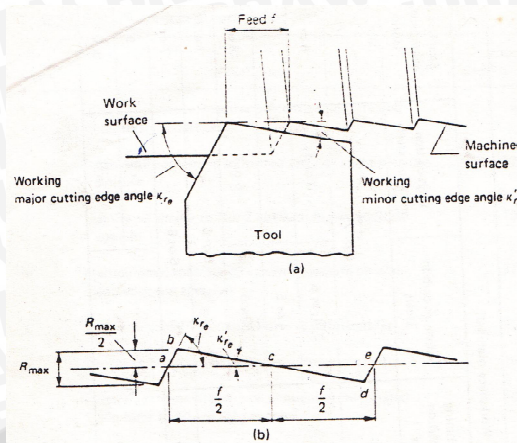 Feed f
Work
surface
Machine
surface
Working
major cutting edge angle κre
Working
minor cutting edge angle κ'r
Tool
(a)
Rmax
2
Rmax
a
b
κre
κ're
c
e
d
f
2
f
2
(b)